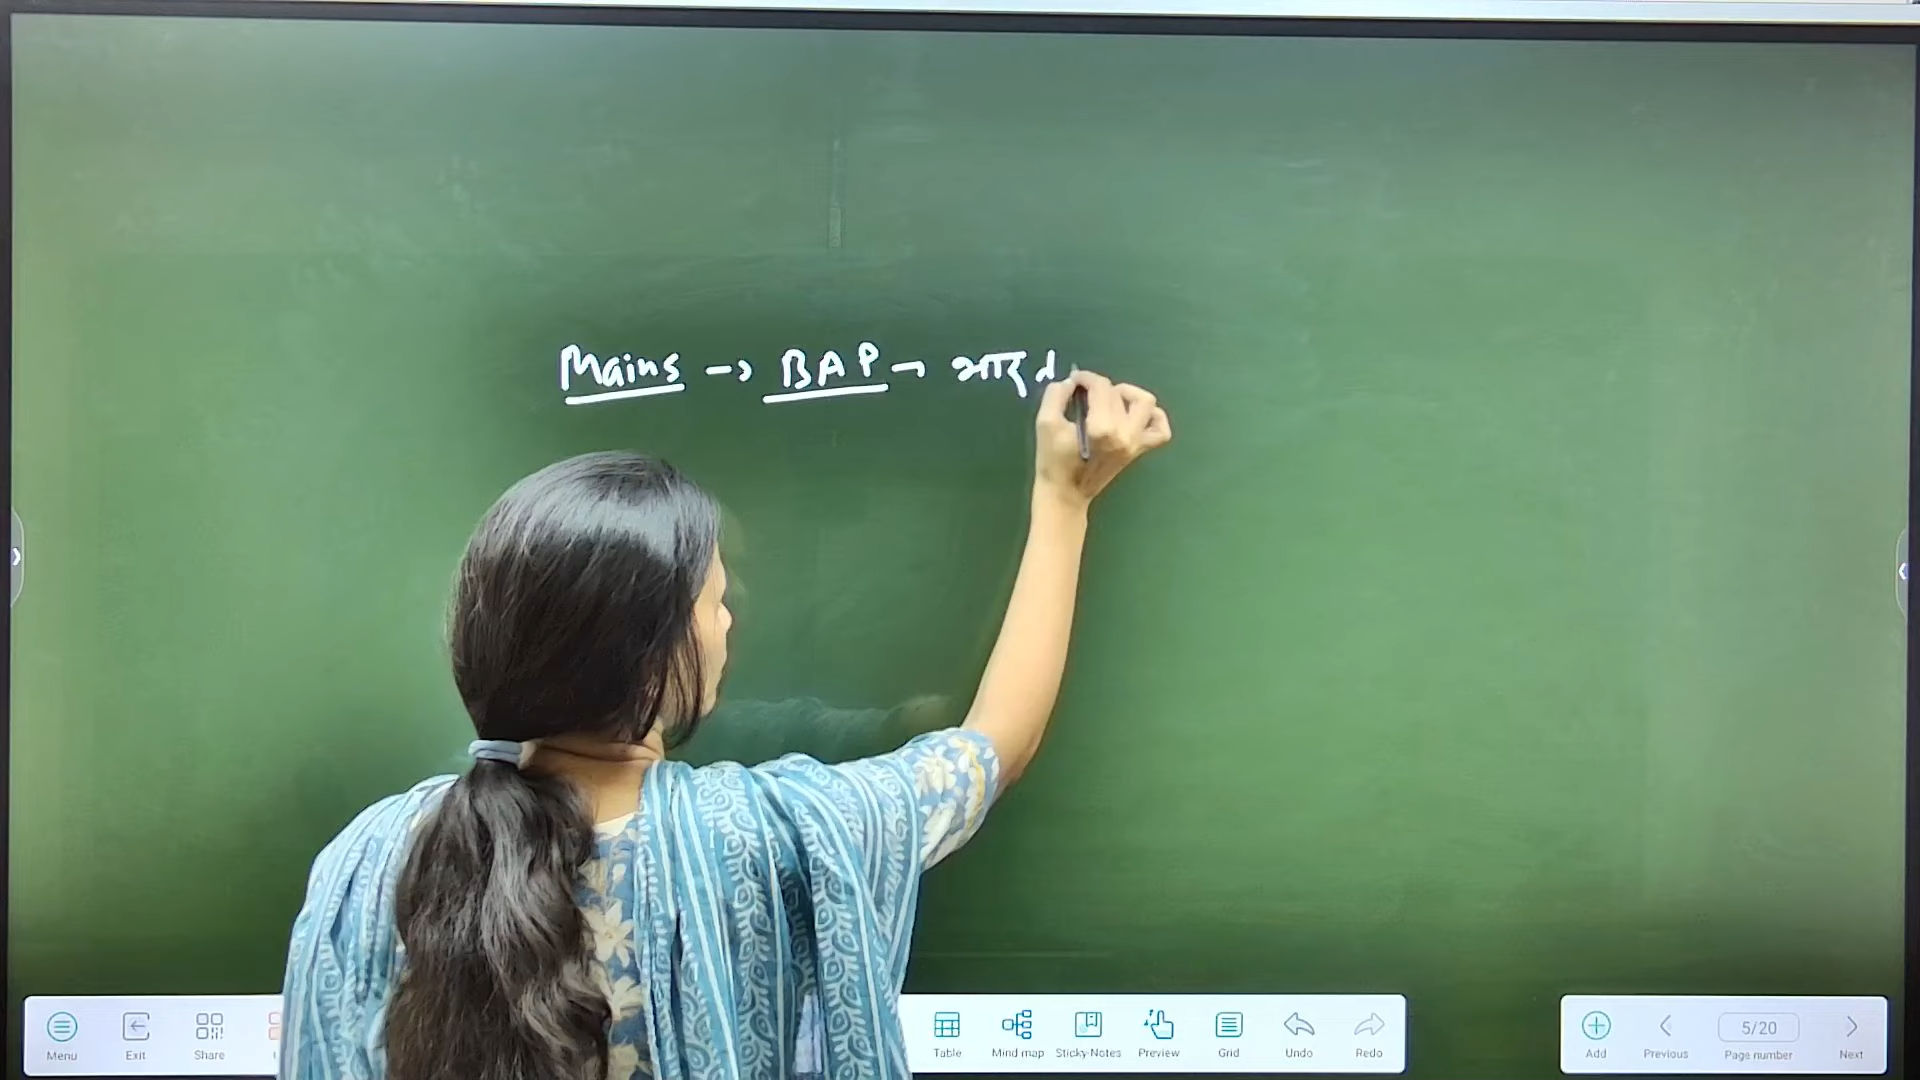 Mains → BAP →
Menu Exit Share Table Mind map Sticky-Notes Preview Grid Undo Redo Add Previous 5/20 Page number Next